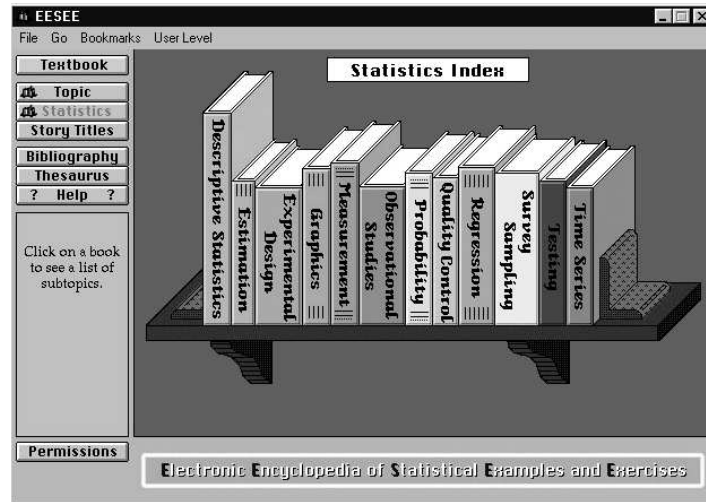 EESEE
File Go Bookmarks User Level
Textbook
Topic
Statistics
Story Titles
Bibliography
Thesaurus
? Help ?
Click on a book
to see a list of
subtopics.
Permissions
Statistics Index
Descriptive Statistics
Estimation
Experimental
Design
Graphics
Measurement
Observational
Studies
Probability
Quality Control
Regression
Survey
Sampling
Testing
Time Series
Electronic Encyclopedia of Statistical Examples and Exercises